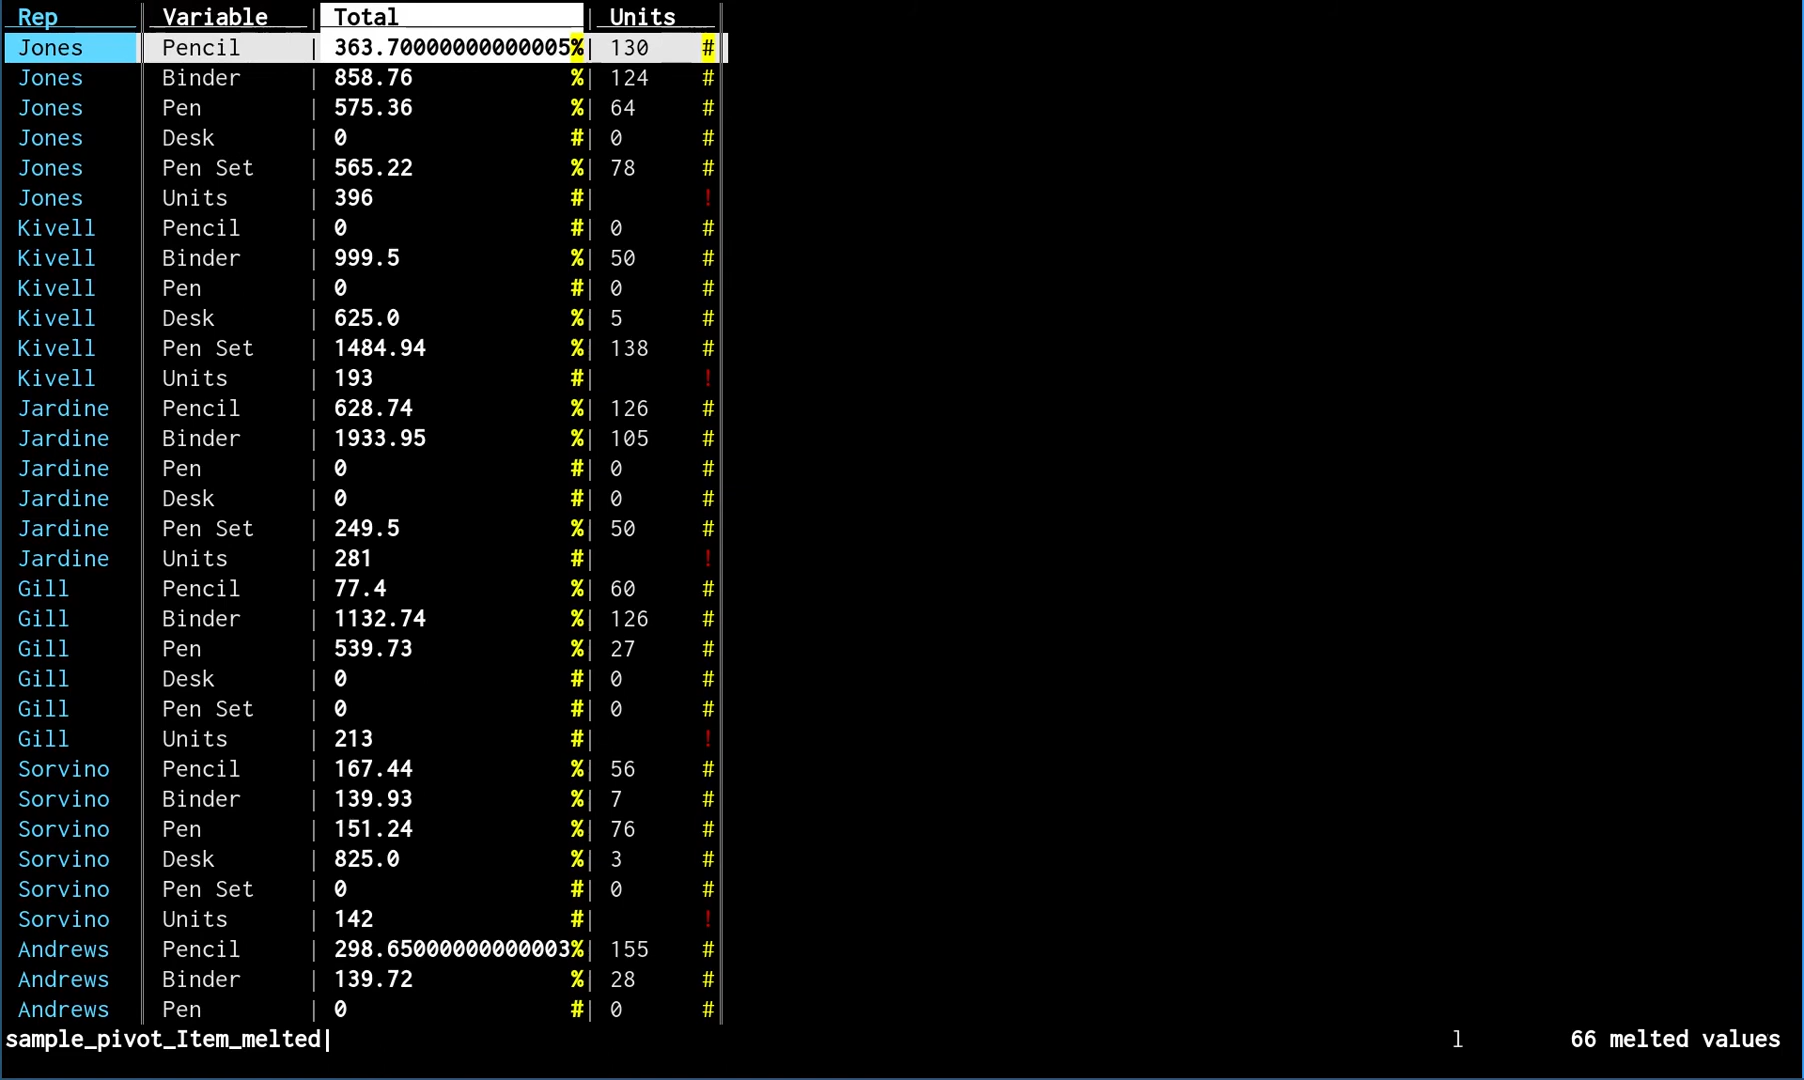 Rep | Variable | Total | Units
Jones | Pencil | 363.70000000000005%| 130 #
Jones | Binder | 858.76 %| 124 #
Jones | Pen | 575.36 %| 64 #
Jones | Desk | 0 #| 0 #
Jones | Pen Set | 565.22 %| 78 #
Jones | Units | 396 #| !
Kivell | Pencil | 0 #| 0 #
Kivell | Binder | 999.5 %| 50 #
Kivell | Pen | 0 #| 0 #
Kivell | Desk | 625.0 %| 5 #
Kivell | Pen Set | 1484.94 %| 138 #
Kivell | Units | 193 #| !
Jardine | Pencil | 628.74 %| 126 #
Jardine | Binder | 1933.95 %| 105 #
Jardine | Pen | 0 #| 0 #
Jardine | Desk | 0 #| 0 #
Jardine | Pen Set | 249.5 %| 50 #
Jardine | Units | 281 #| !
Gill | Pencil | 77.4 %| 60 #
Gill | Binder | 1132.74 %| 126 #
Gill | Pen | 539.73 %| 27 #
Gill | Desk | 0 #| 0 #
Gill | Pen Set | 0 #| 0 #
Gill | Units | 213 #| !
Sorvino | Pencil | 167.44 %| 56 #
Sorvino | Binder | 139.93 %| 7 #
Sorvino | Pen | 151.24 %| 76 #
Sorvino | Desk | 825.0 %| 3 #
Sorvino | Pen Set | 0 #| 0 #
Sorvino | Units | 142 #| !
Andrews | Pencil | 298.65000000000003%| 155 #
Andrews | Binder | 139.72 %| 28 #
Andrews | Pen | 0 #| 0 #
sample_pivot_Item_melted| l 66 melted values